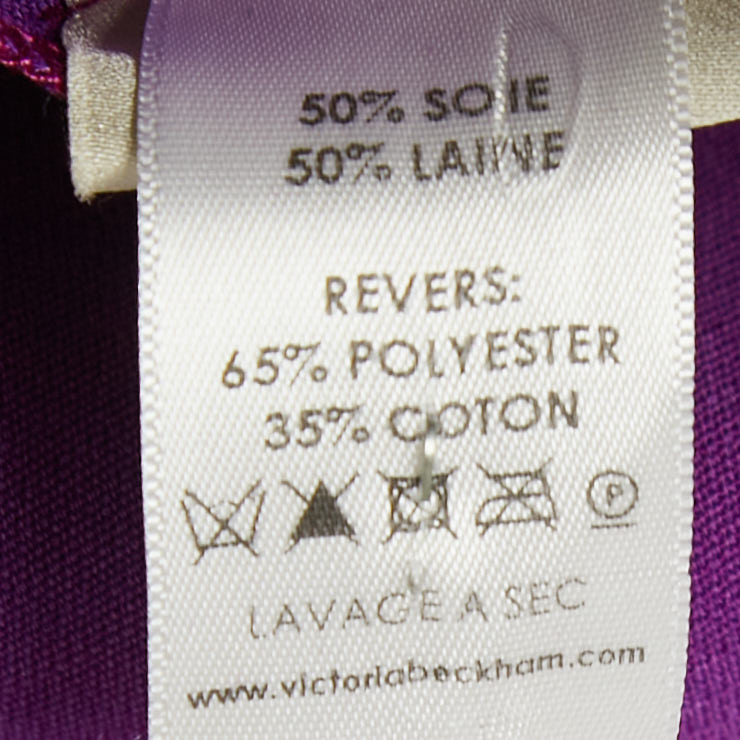 50% SOIE
50% LAINE
REVERS:
65% POLYESTER
35% COTON
P
LAVAGE A SEC
www.victoriabeckham.com